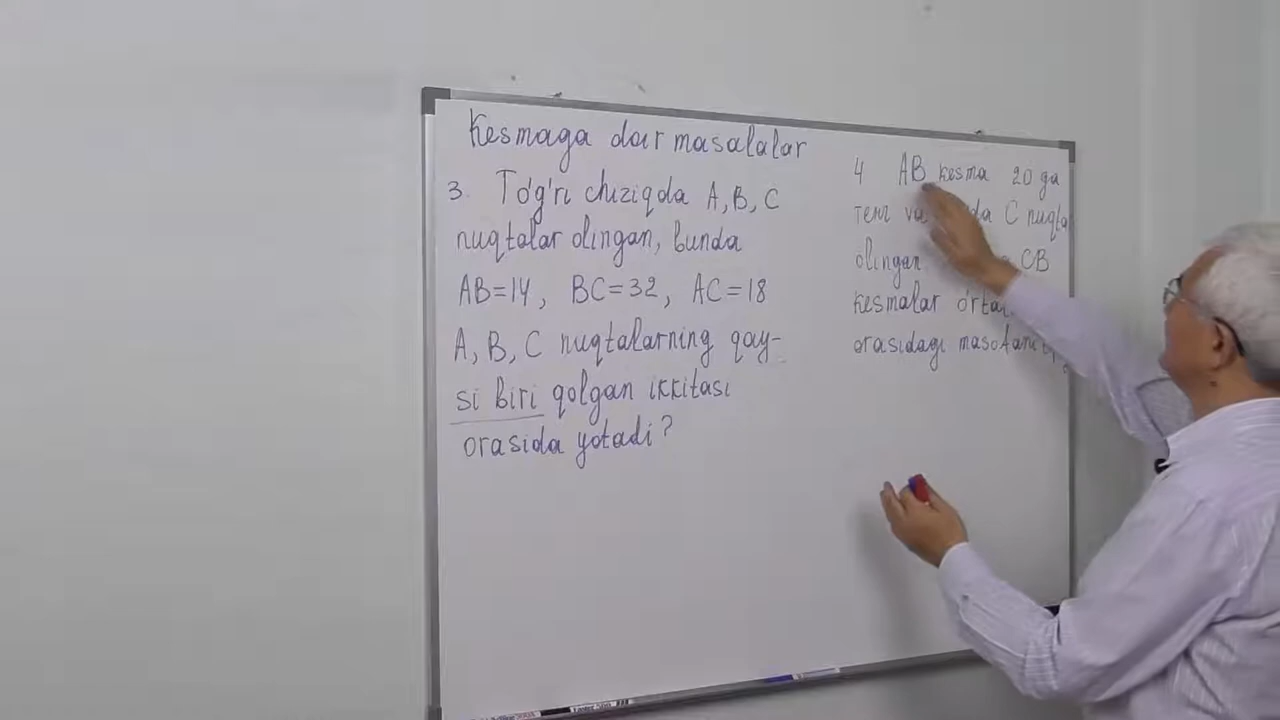 Kesmaga doir masalalar
3. To'g'ri chiziqda A, B, C
nuqtalar olingan, bunda
AB=14, BC=32, AC=18
A, B, C nuqtalarning qay-
si biri qolgan ikkitasi
orasida yotadi?
4 AB kesma 20 ga
teng C nuqta
olingan. CB
kesmalar
orasidagi